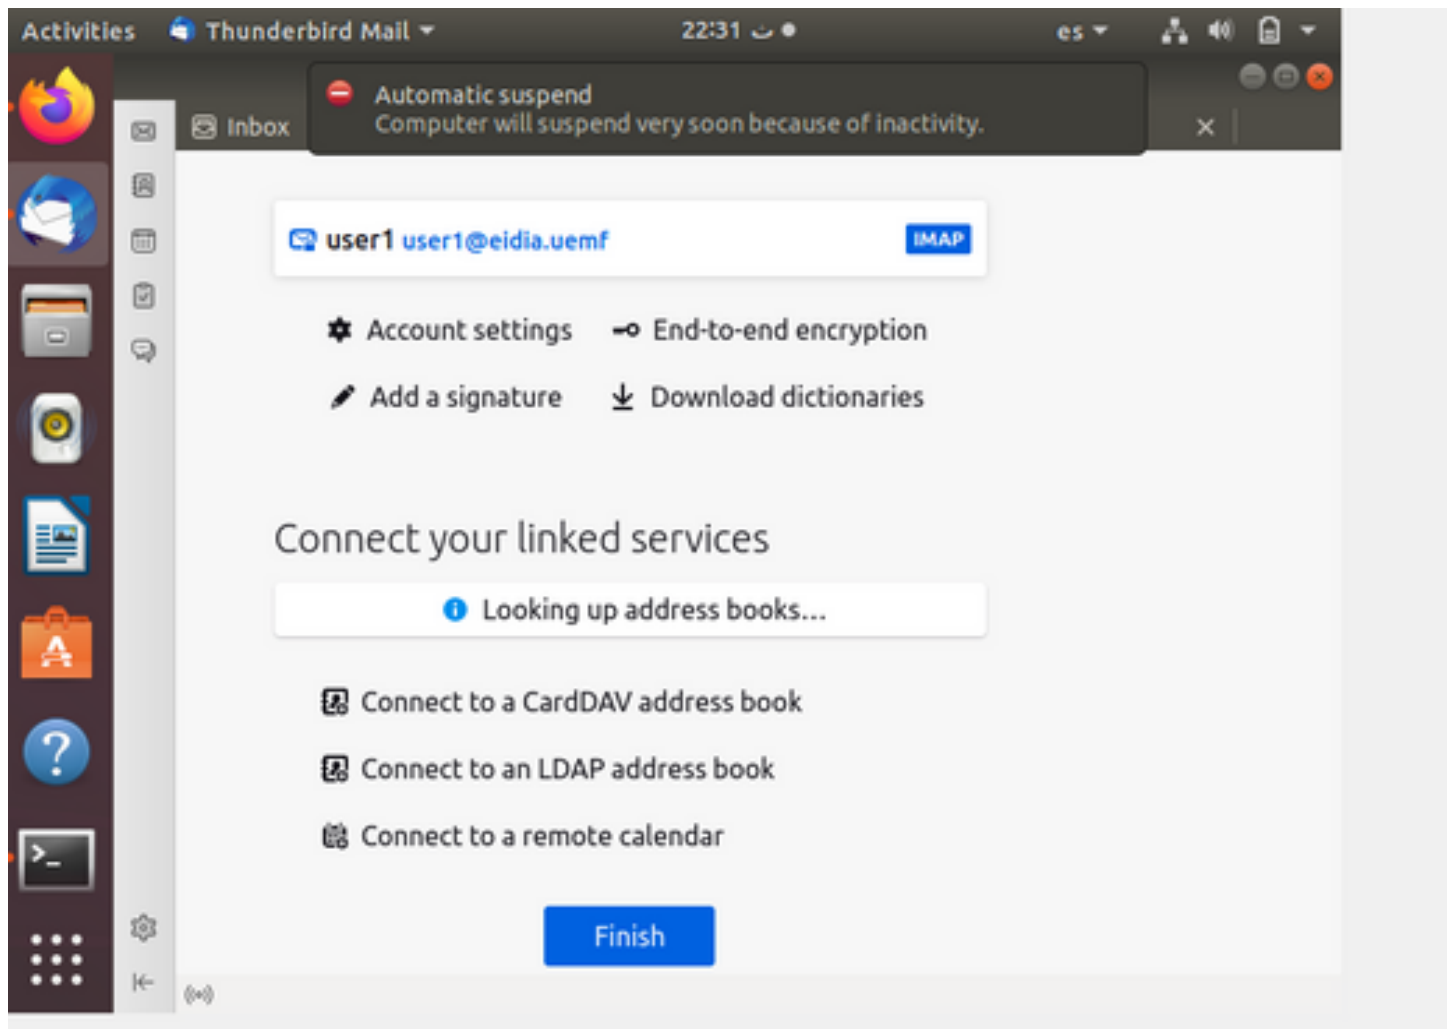 Activities
Thunderbird Mail
22:31 ث
es
Automatic suspend
Computer will suspend very soon because of inactivity.
Inbox
user1 user1@eidia.uemf
IMAP
Account settings
End-to-end encryption
Add a signature
Download dictionaries
Connect your linked services
Looking up address books...
Connect to a CardDAV address book
Connect to an LDAP address book
Connect to a remote calendar
Finish